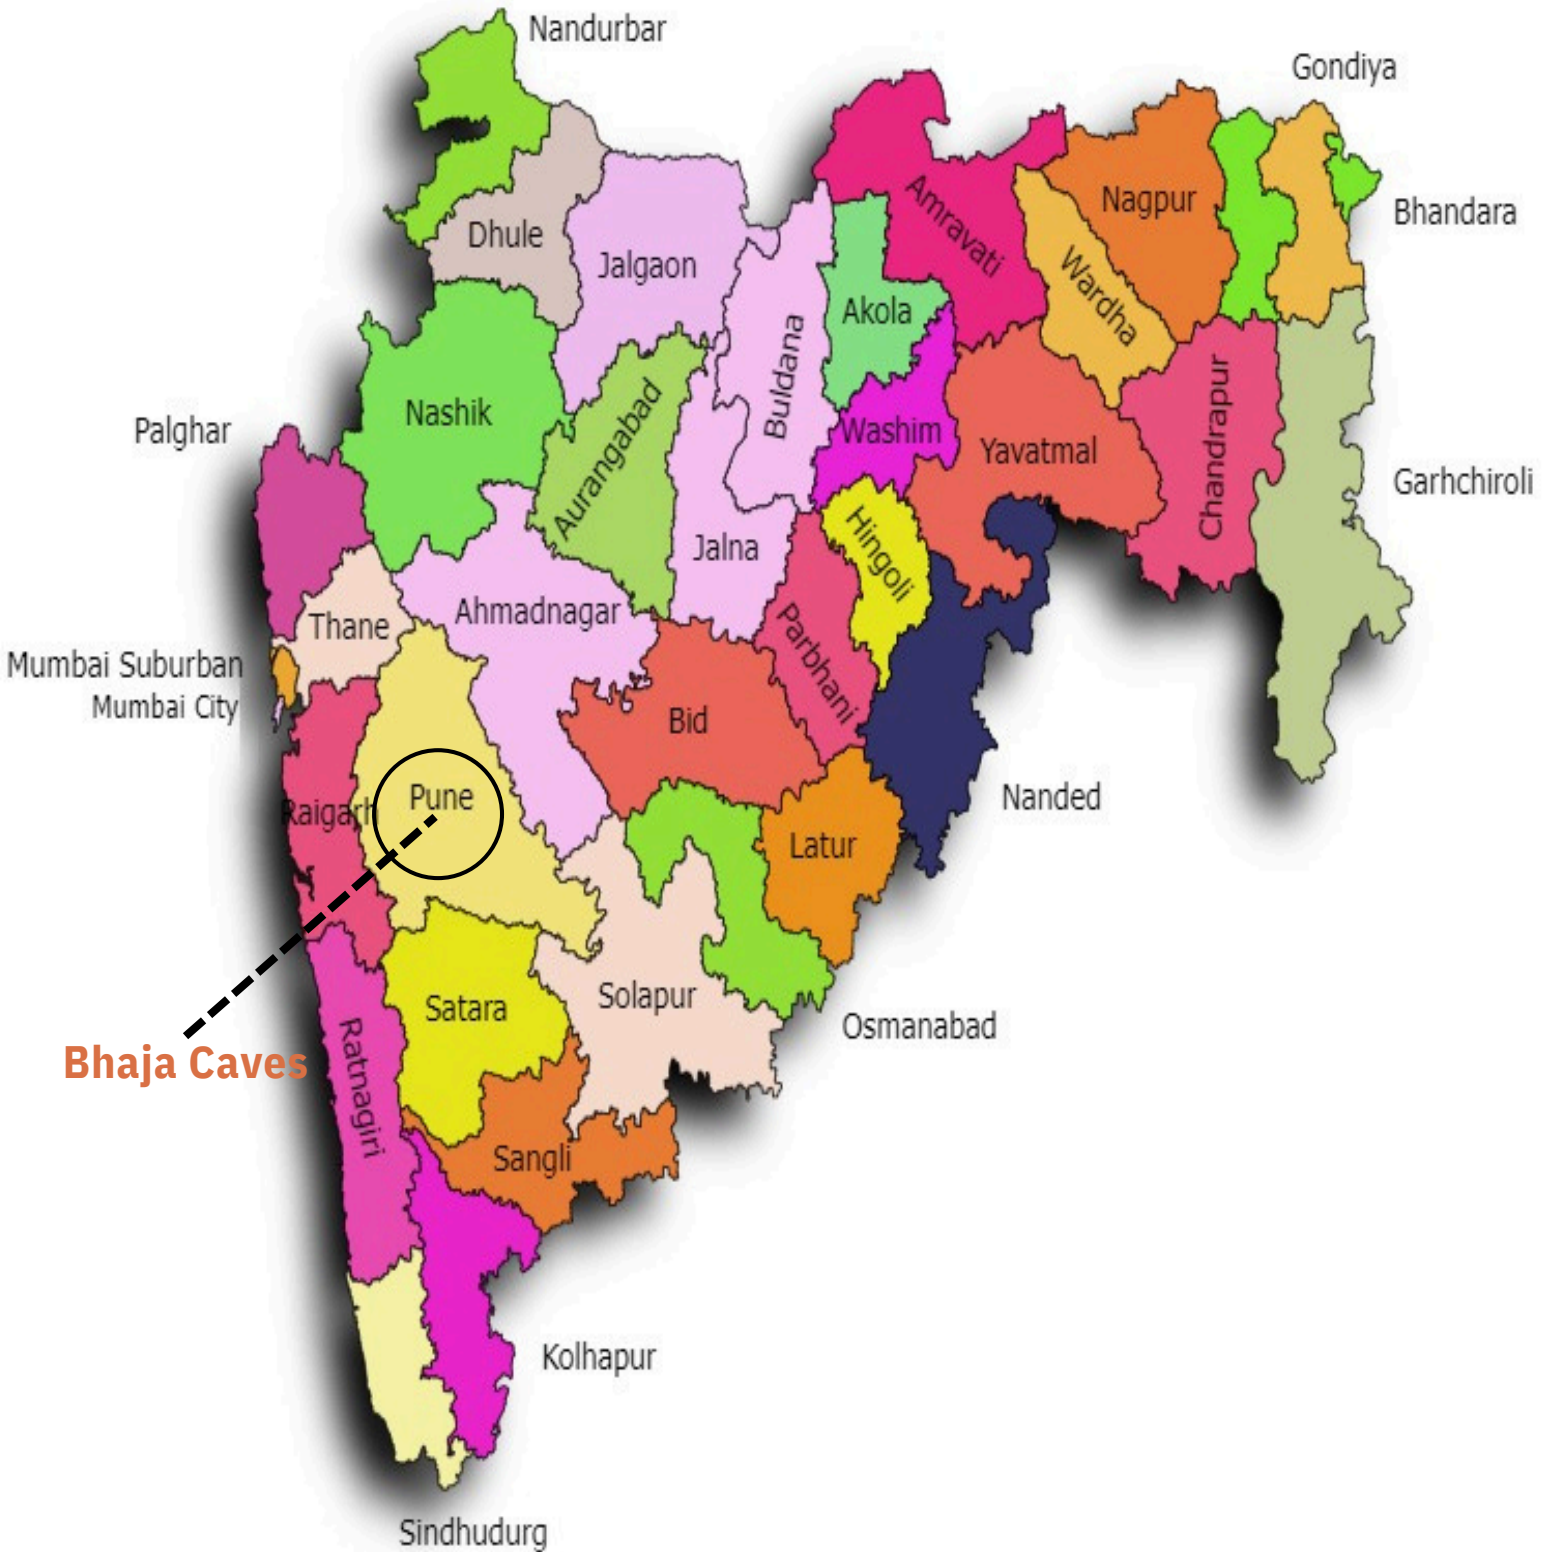 Nandurbar
Gondiya
Dhule
Jalgaon
Amravati
Nagpur
Bhandara
Wardha
Akola
Buldana
Nashik
Aurangabad
Palghar
Washim
Yavatmal
Chandrapur
Garhchiroli
Jalna
Hingoli
Ahmadnagar
Thane
Parbhani
Mumbai Suburban
Mumbai City
Bid
Pune
Raigarh
Nanded
Latur
Satara
Solapur
Osmanabad
Bhaja Caves
Ratnagiri
Sangli
Kolhapur
Sindhudurg